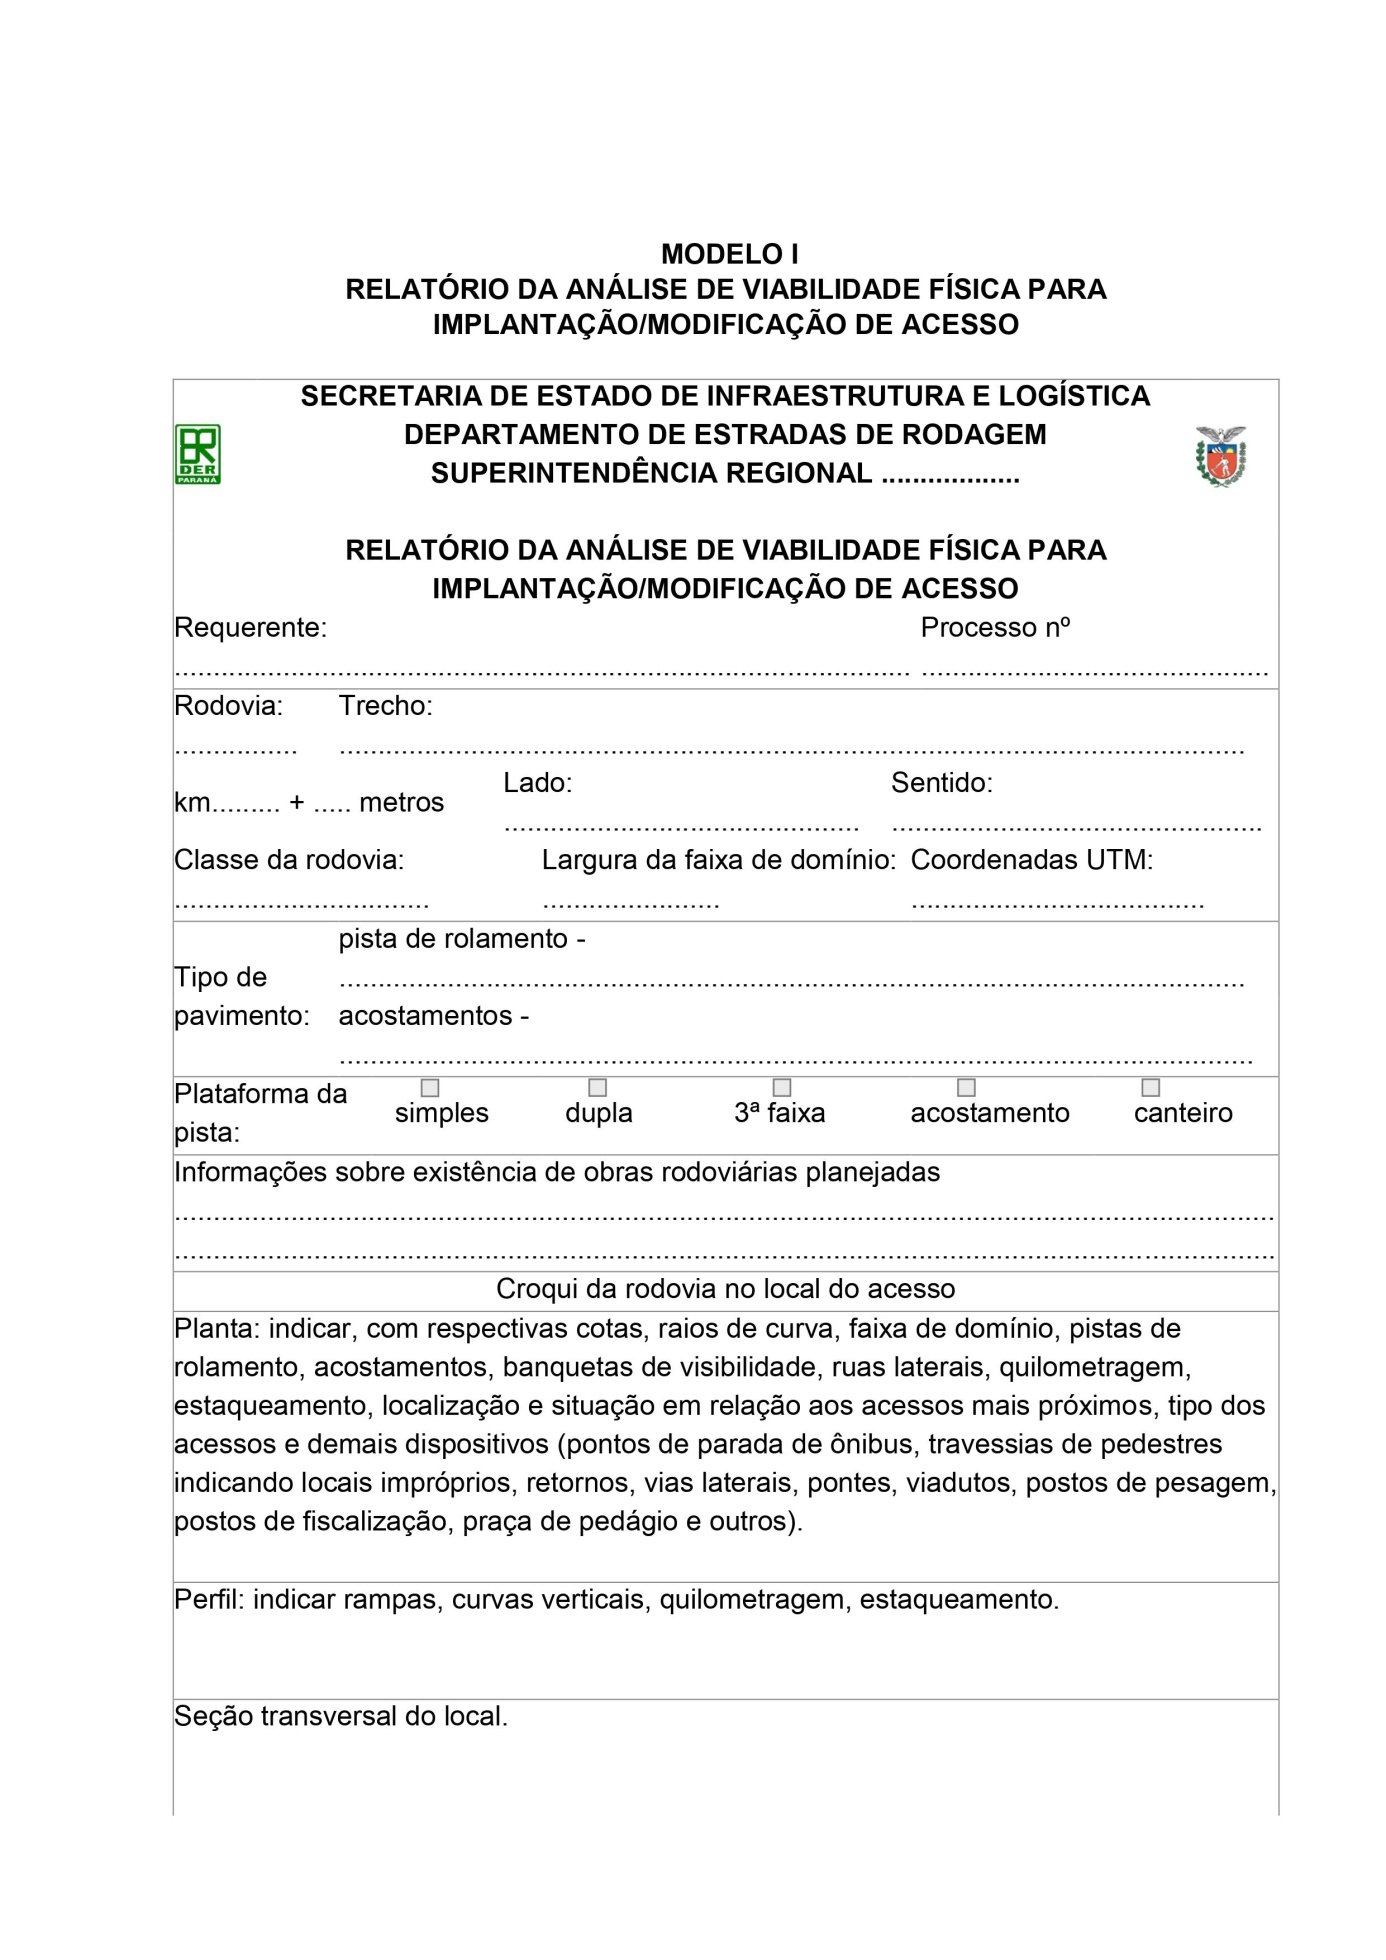 MODELO I
RELATÓRIO DA ANÁLISE DE VIABILIDADE FÍSICA PARA
IMPLANTAÇÃO/MODIFICAÇÃO DE ACESSO
SECRETARIA DE ESTADO DE INFRAESTRUTURA E LOGÍSTICA
DEPARTAMENTO DE ESTRADAS DE RODAGEM
SUPERINTENDÊNCIA REGIONAL ..................
DER
PARANÁ
RELATÓRIO DA ANÁLISE DE VIABILIDADE FÍSICA PARA
IMPLANTAÇÃO/MODIFICAÇÃO DE ACESSO
Requerente: Processo nº
............................................................................................... .............................................
Rodovia: Trecho:
................ .....................................................................................................................
km......... + ..... metros Lado: Sentido:
.............................................. ................................................
Classe da rodovia: Largura da faixa de domínio: Coordenadas UTM:
................................. ....................... ......................................
Tipo de pavimento: pista de rolamento -
.....................................................................................................................
acostamentos -
......................................................................................................................
Plataforma da pista: simples dupla 3ª faixa acostamento canteiro
Informações sobre existência de obras rodoviárias planejadas
..............................................................................................................................................
..............................................................................................................................................
Croqui da rodovia no local do acesso
Planta: indicar, com respectivas cotas, raios de curva, faixa de domínio, pistas de
rolamento, acostamentos, banquetas de visibilidade, ruas laterais, quilometragem,
estaqueamento, localização e situação em relação aos acessos mais próximos, tipo dos
acessos e demais dispositivos (pontos de parada de ônibus, travessias de pedestres
indicando locais impróprios, retornos, vias laterais, pontes, viadutos, postos de pesagem,
postos de fiscalização, praça de pedágio e outros).
Perfil: indicar rampas, curvas verticais, quilometragem, estaqueamento.
Seção transversal do local.